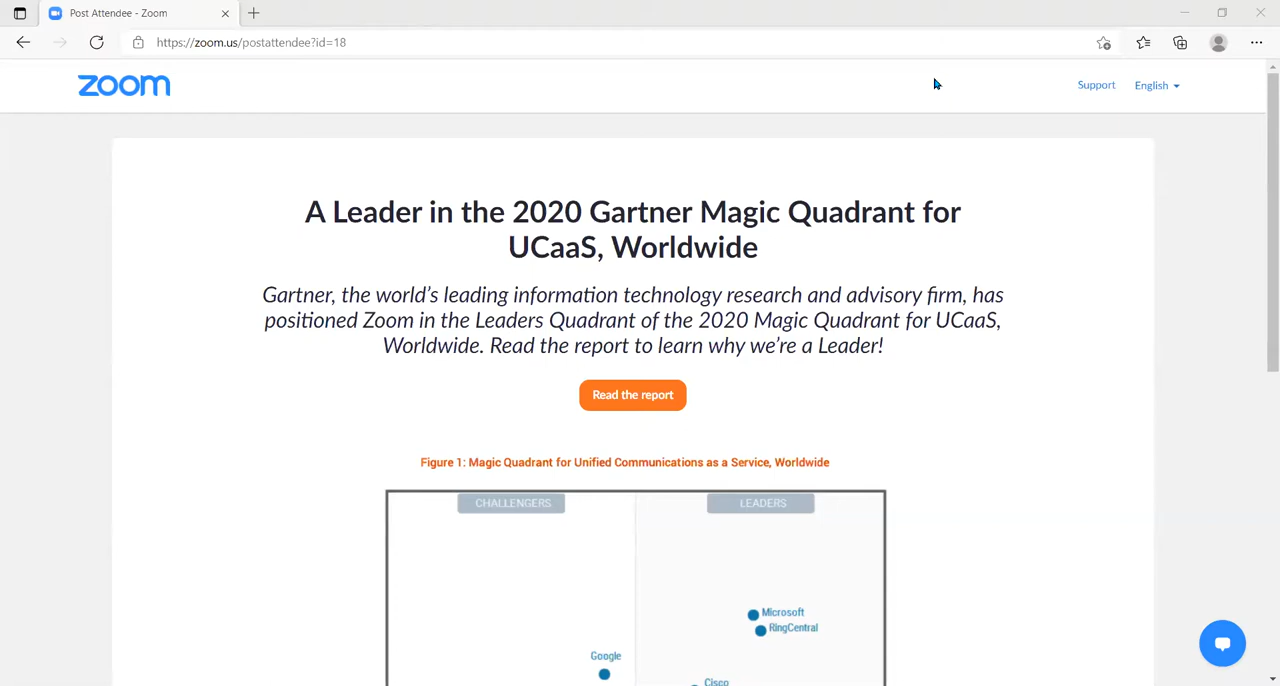 Post Attendee - Zoom
https://zoom.us/postattendee?id=18
zoom
Support
English
A Leader in the 2020 Gartner Magic Quadrant for
UCaaS, Worldwide
Gartner, the world's leading information technology research and advisory firm, has
positioned Zoom in the Leaders Quadrant of the 2020 Magic Quadrant for UCaaS,
Worldwide. Read the report to learn why we're a Leader!
Read the report
Figure 1: Magic Quadrant for Unified Communications as a Service, Worldwide
CHALLENGERS
LEADERS
Microsoft
RingCentral
Google
Cisco